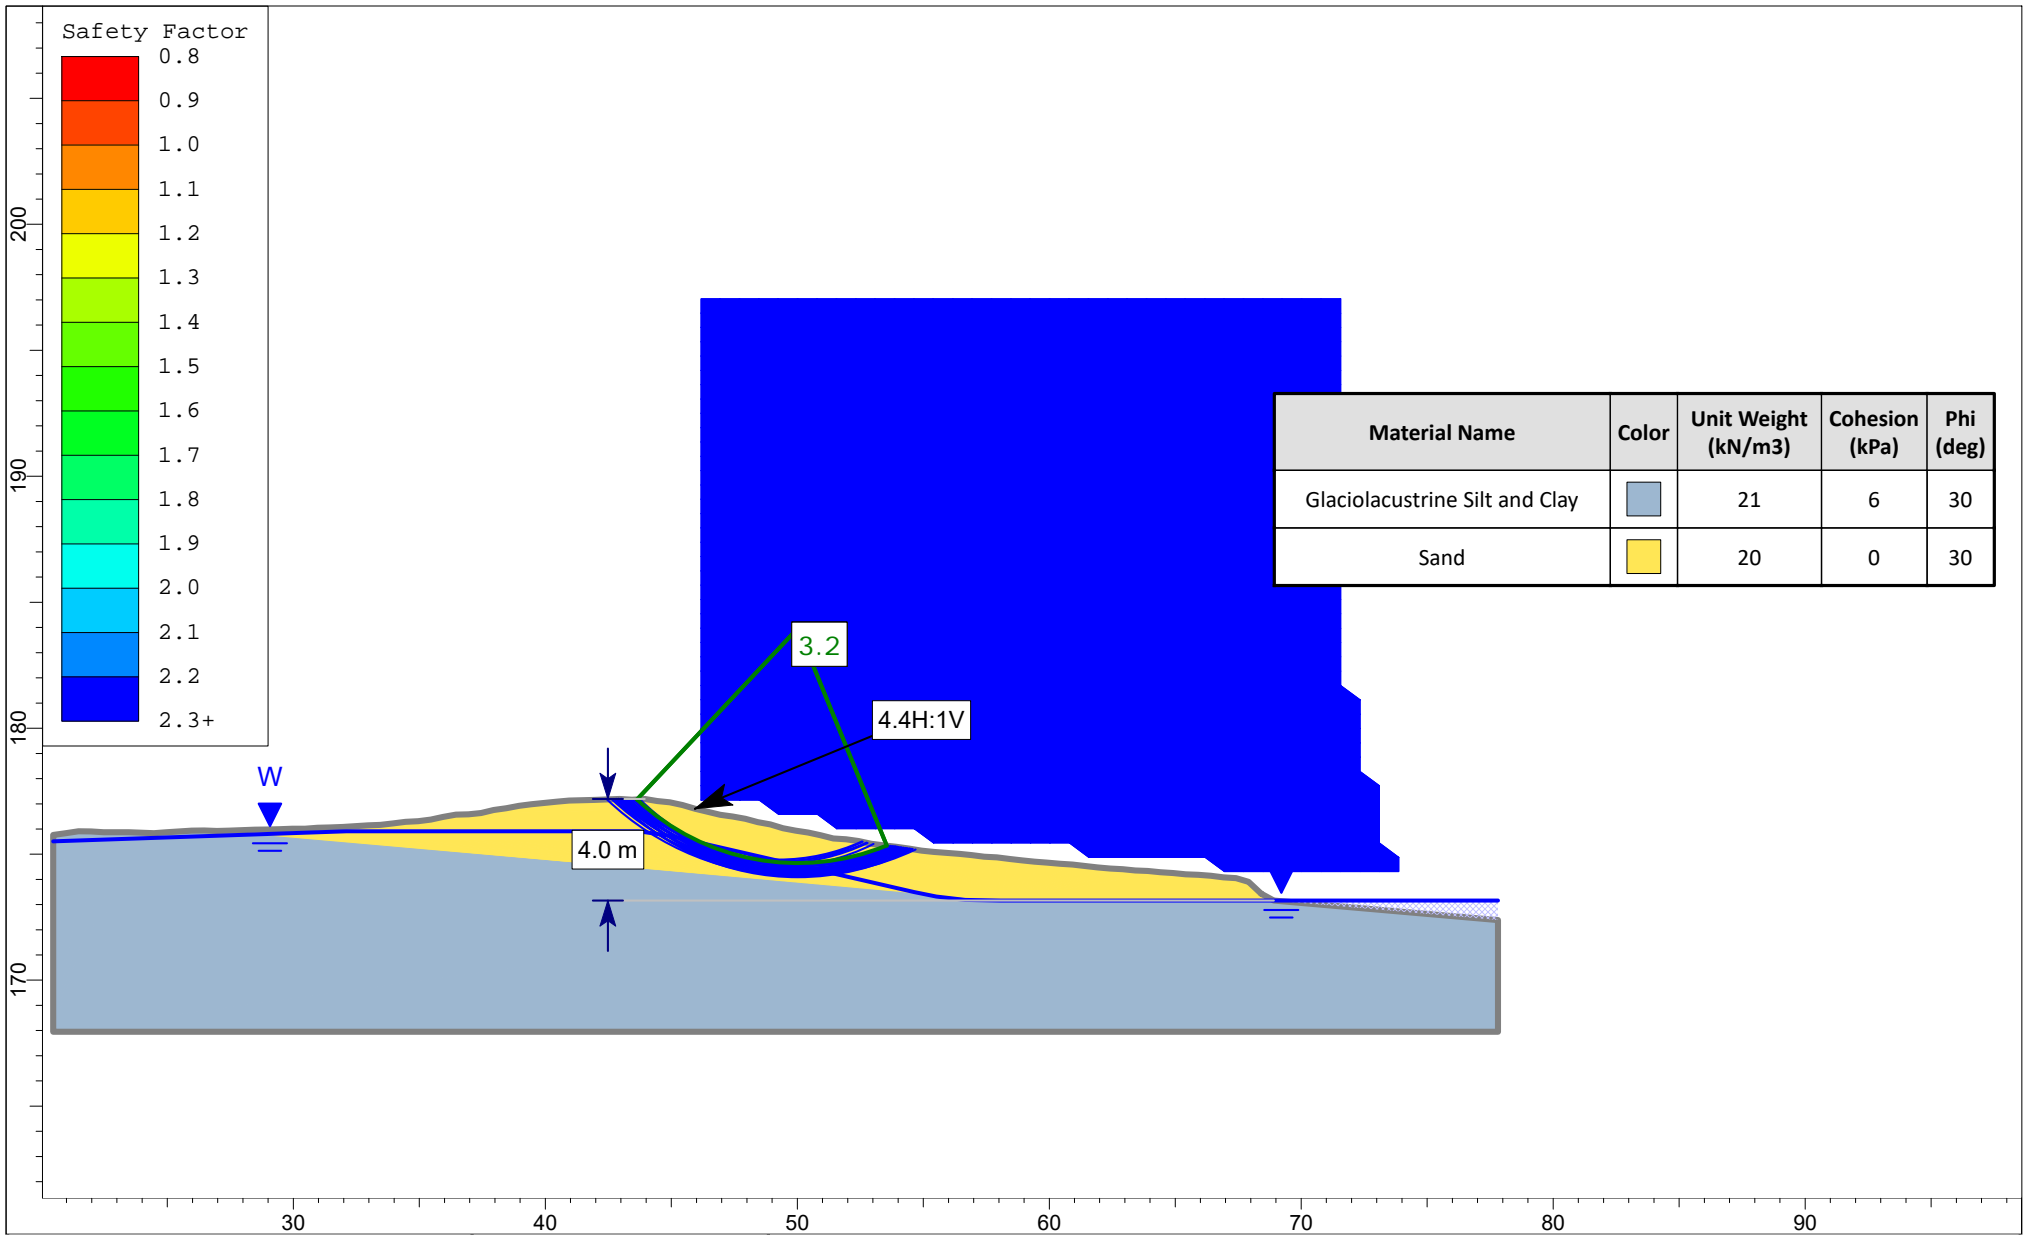 Safety Factor
0.8
0.9
1.0
1.1
1.2
1.3
1.4
1.5
1.6
1.7
1.8
1.9
2.0
2.1
2.2
2.3+
200
190
180
170
Material Name Color Unit Weight (kN/m3) Cohesion (kPa) Phi (deg)
Glaciolacustrine Silt and Clay 21 6 30
Sand 20 0 30
3.2
4.4H:1V
W
4.0 m
30 40 50 60 70 80 90